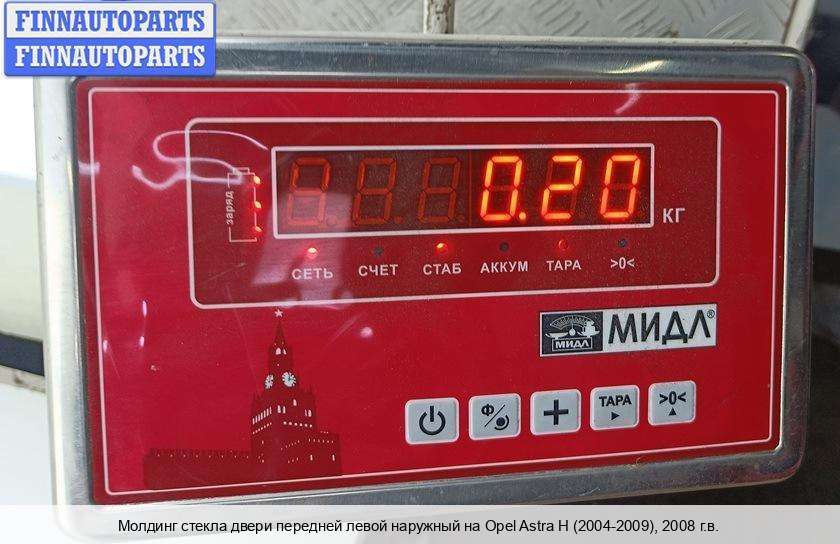 FINNAUTOPARTS
FINNAUTOPARTS
заряд
0.20
КГ
СЕТЬ СЧЕТ СТАБ АККУМ ТАРА >0<
МИДЛ МИДЛ®
Ф ТАРА >0<
Молдинг стекла двери передней левой наружный на Opel Astra H (2004-2009), 2008 г.в.